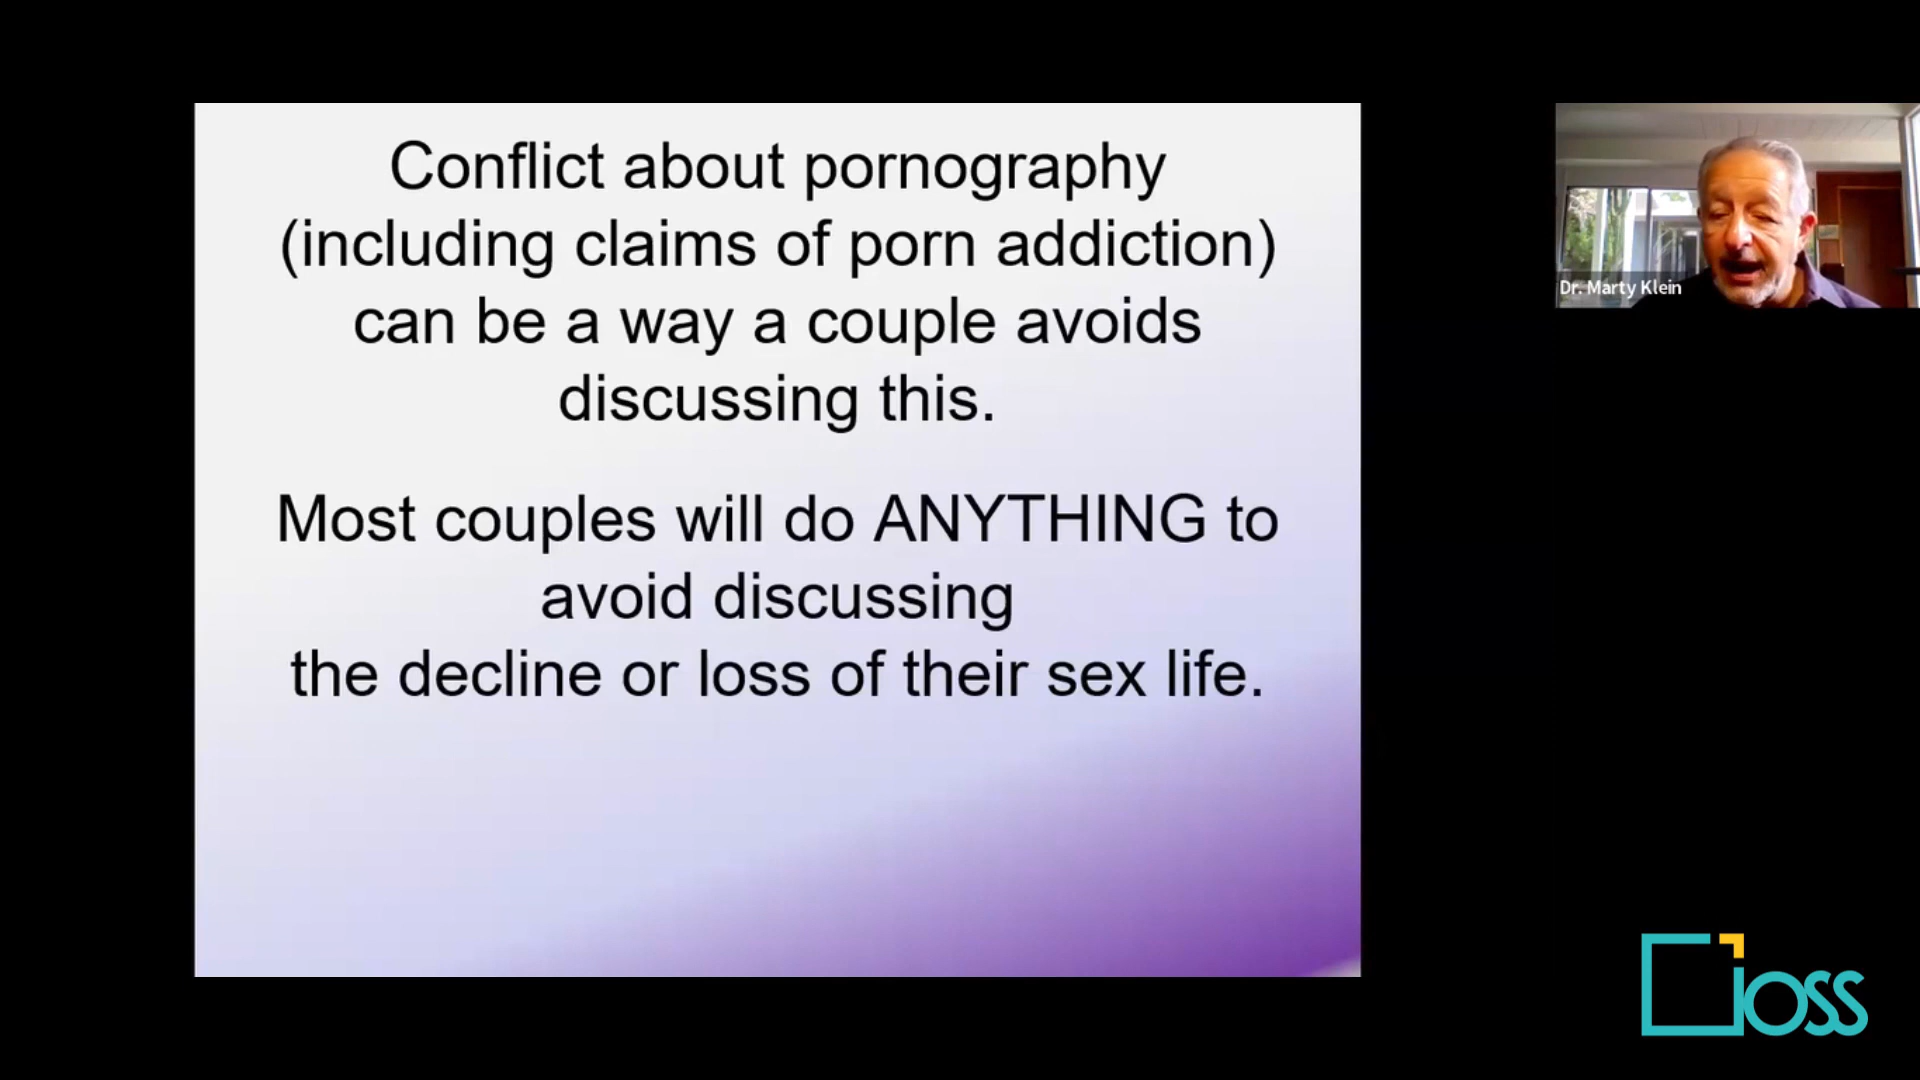 Conflict about pornography
(including claims of porn addiction)
can be a way a couple avoids
discussing this.
Most couples will do ANYTHING to
avoid discussing
the decline or loss of their sex life.
Dr. Marty Klein
ioss